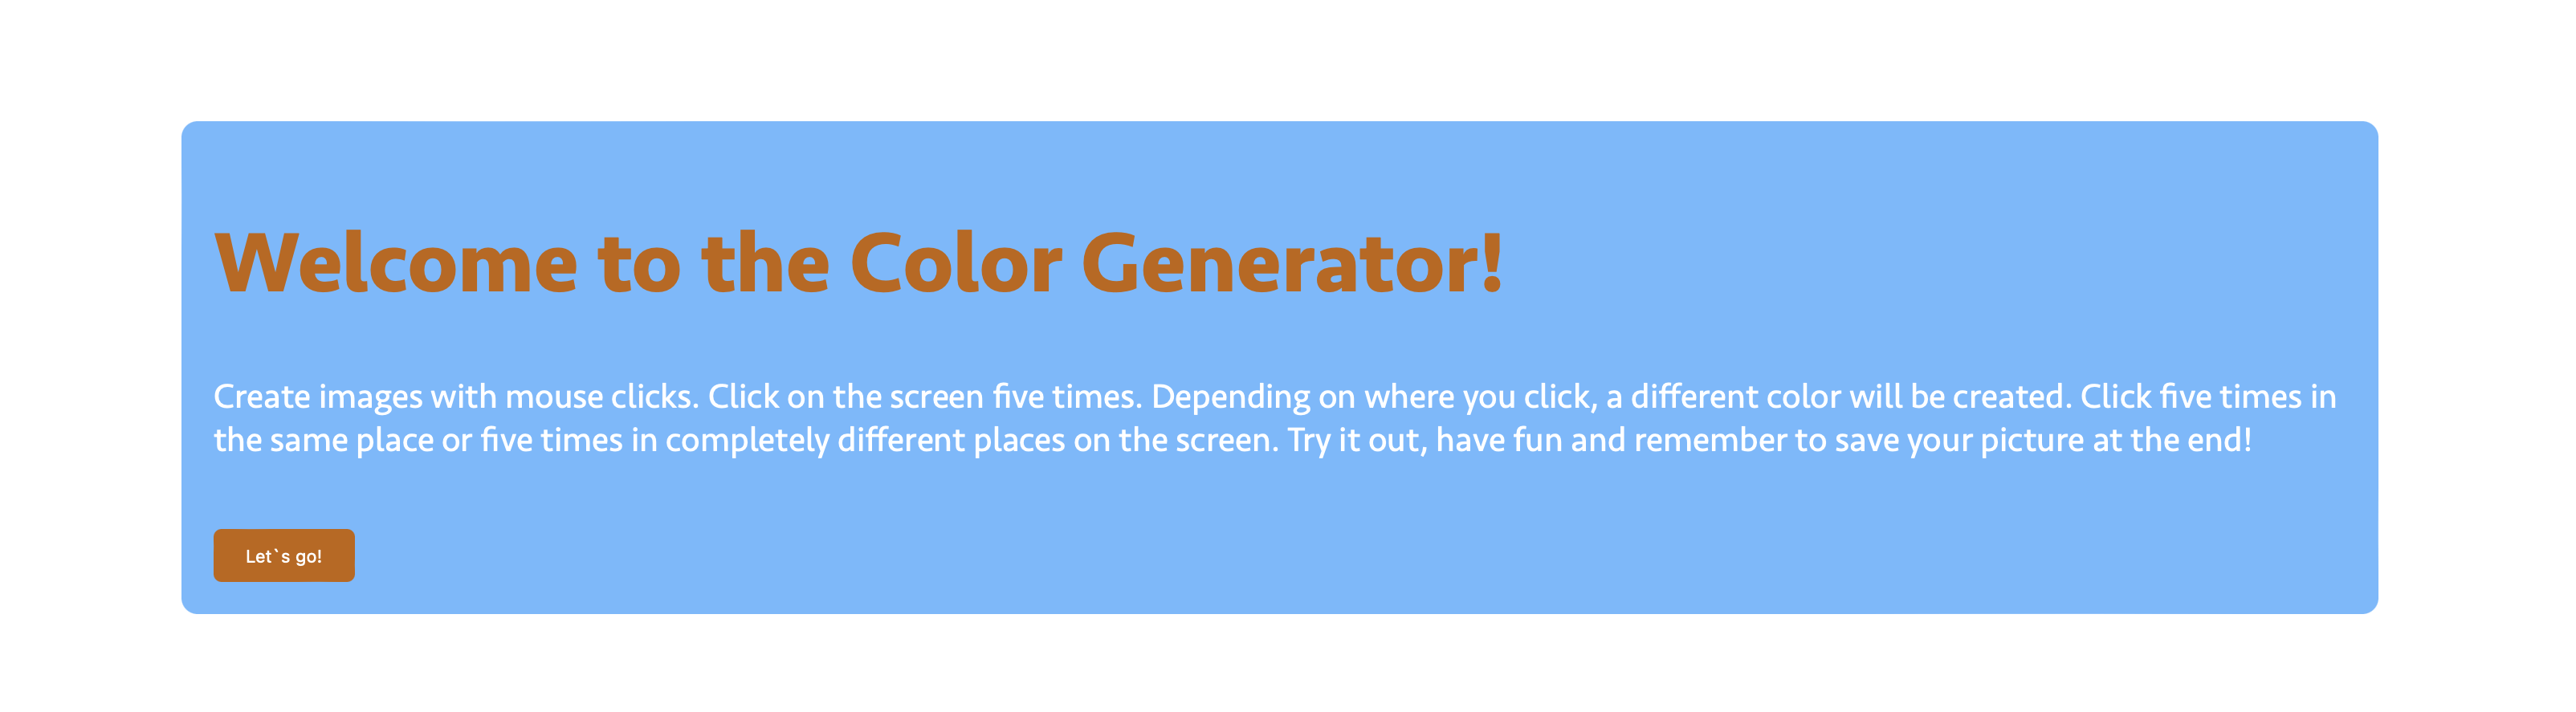 Welcome to the Color Generator!
Create images with mouse clicks. Click on the screen five times. Depending on where you click, a different color will be created. Click five times in
the same place or five times in completely different places on the screen. Try it out, have fun and remember to save your picture at the end!
Let`s go!